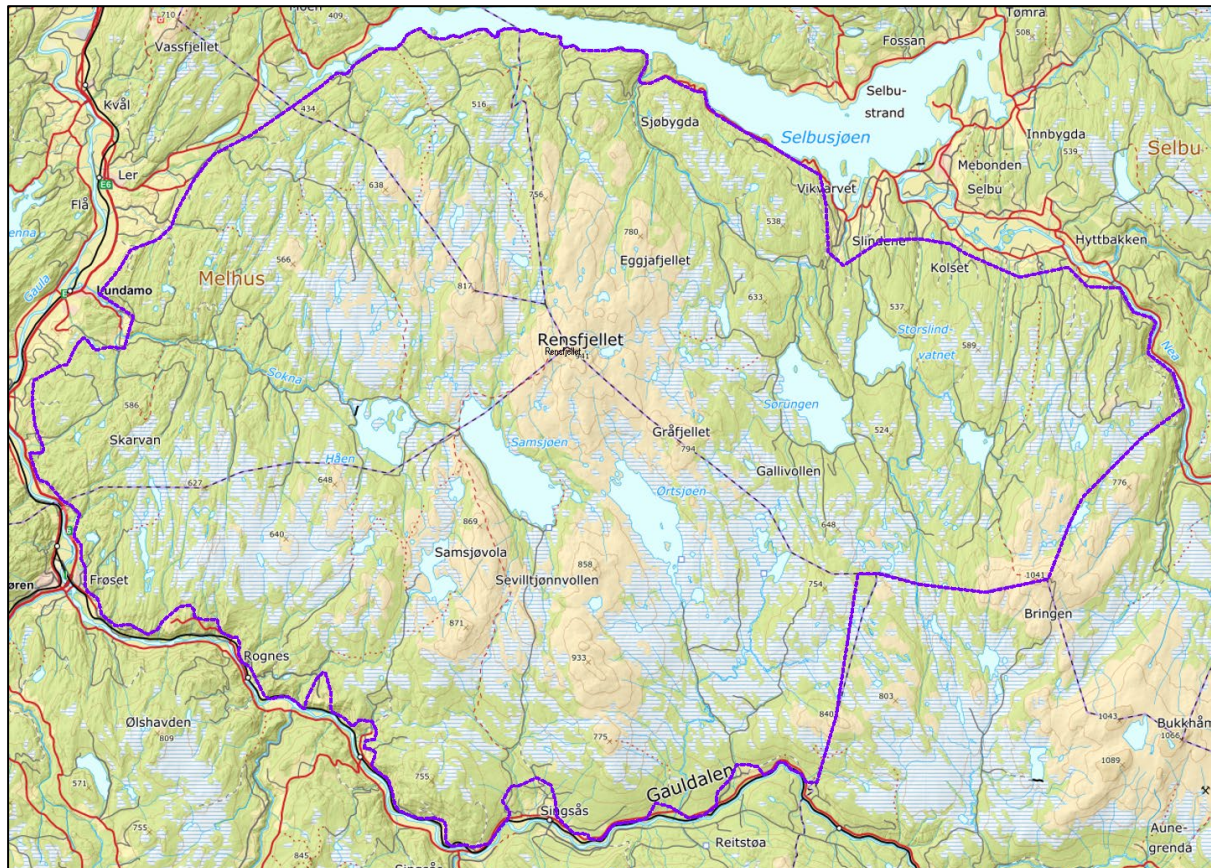 Moen
409
Tømra
710
Vassfjellet
Fossan
508
Kvål
434
516
Selbu-
strand
Sjøbygda
Selbusjøen
Innbygda
539
Selbu
Mebonden
Selbu
Ler
E6
638
756
Vikvarvet
Flå
538
Slindene
Hyttbakken
780
Eggjafjellet
Kolset
566
Melhus
Gaula
Lundamo
817
633
537
Storslind-
vatnet
Rensfjellet
Rensfjellet
941
589
Nea
Sokna
Sørungen
586
Skarvan
Samsjøen
Gråfjellet
794
524
Håen
Gallivollen
627
648
Ørtsjøen
776
869
648
640
Samsjøvola
858
Sevilltjønnvollen
754
1041
Frøset
Bringen
871
Rognes
933
803
Ølshavden
809
840
1043
Bukkhåm
1066
775
571
755
1089
Gauldalen
Singsås
755
Reitstøa
Aune-
grenda
845